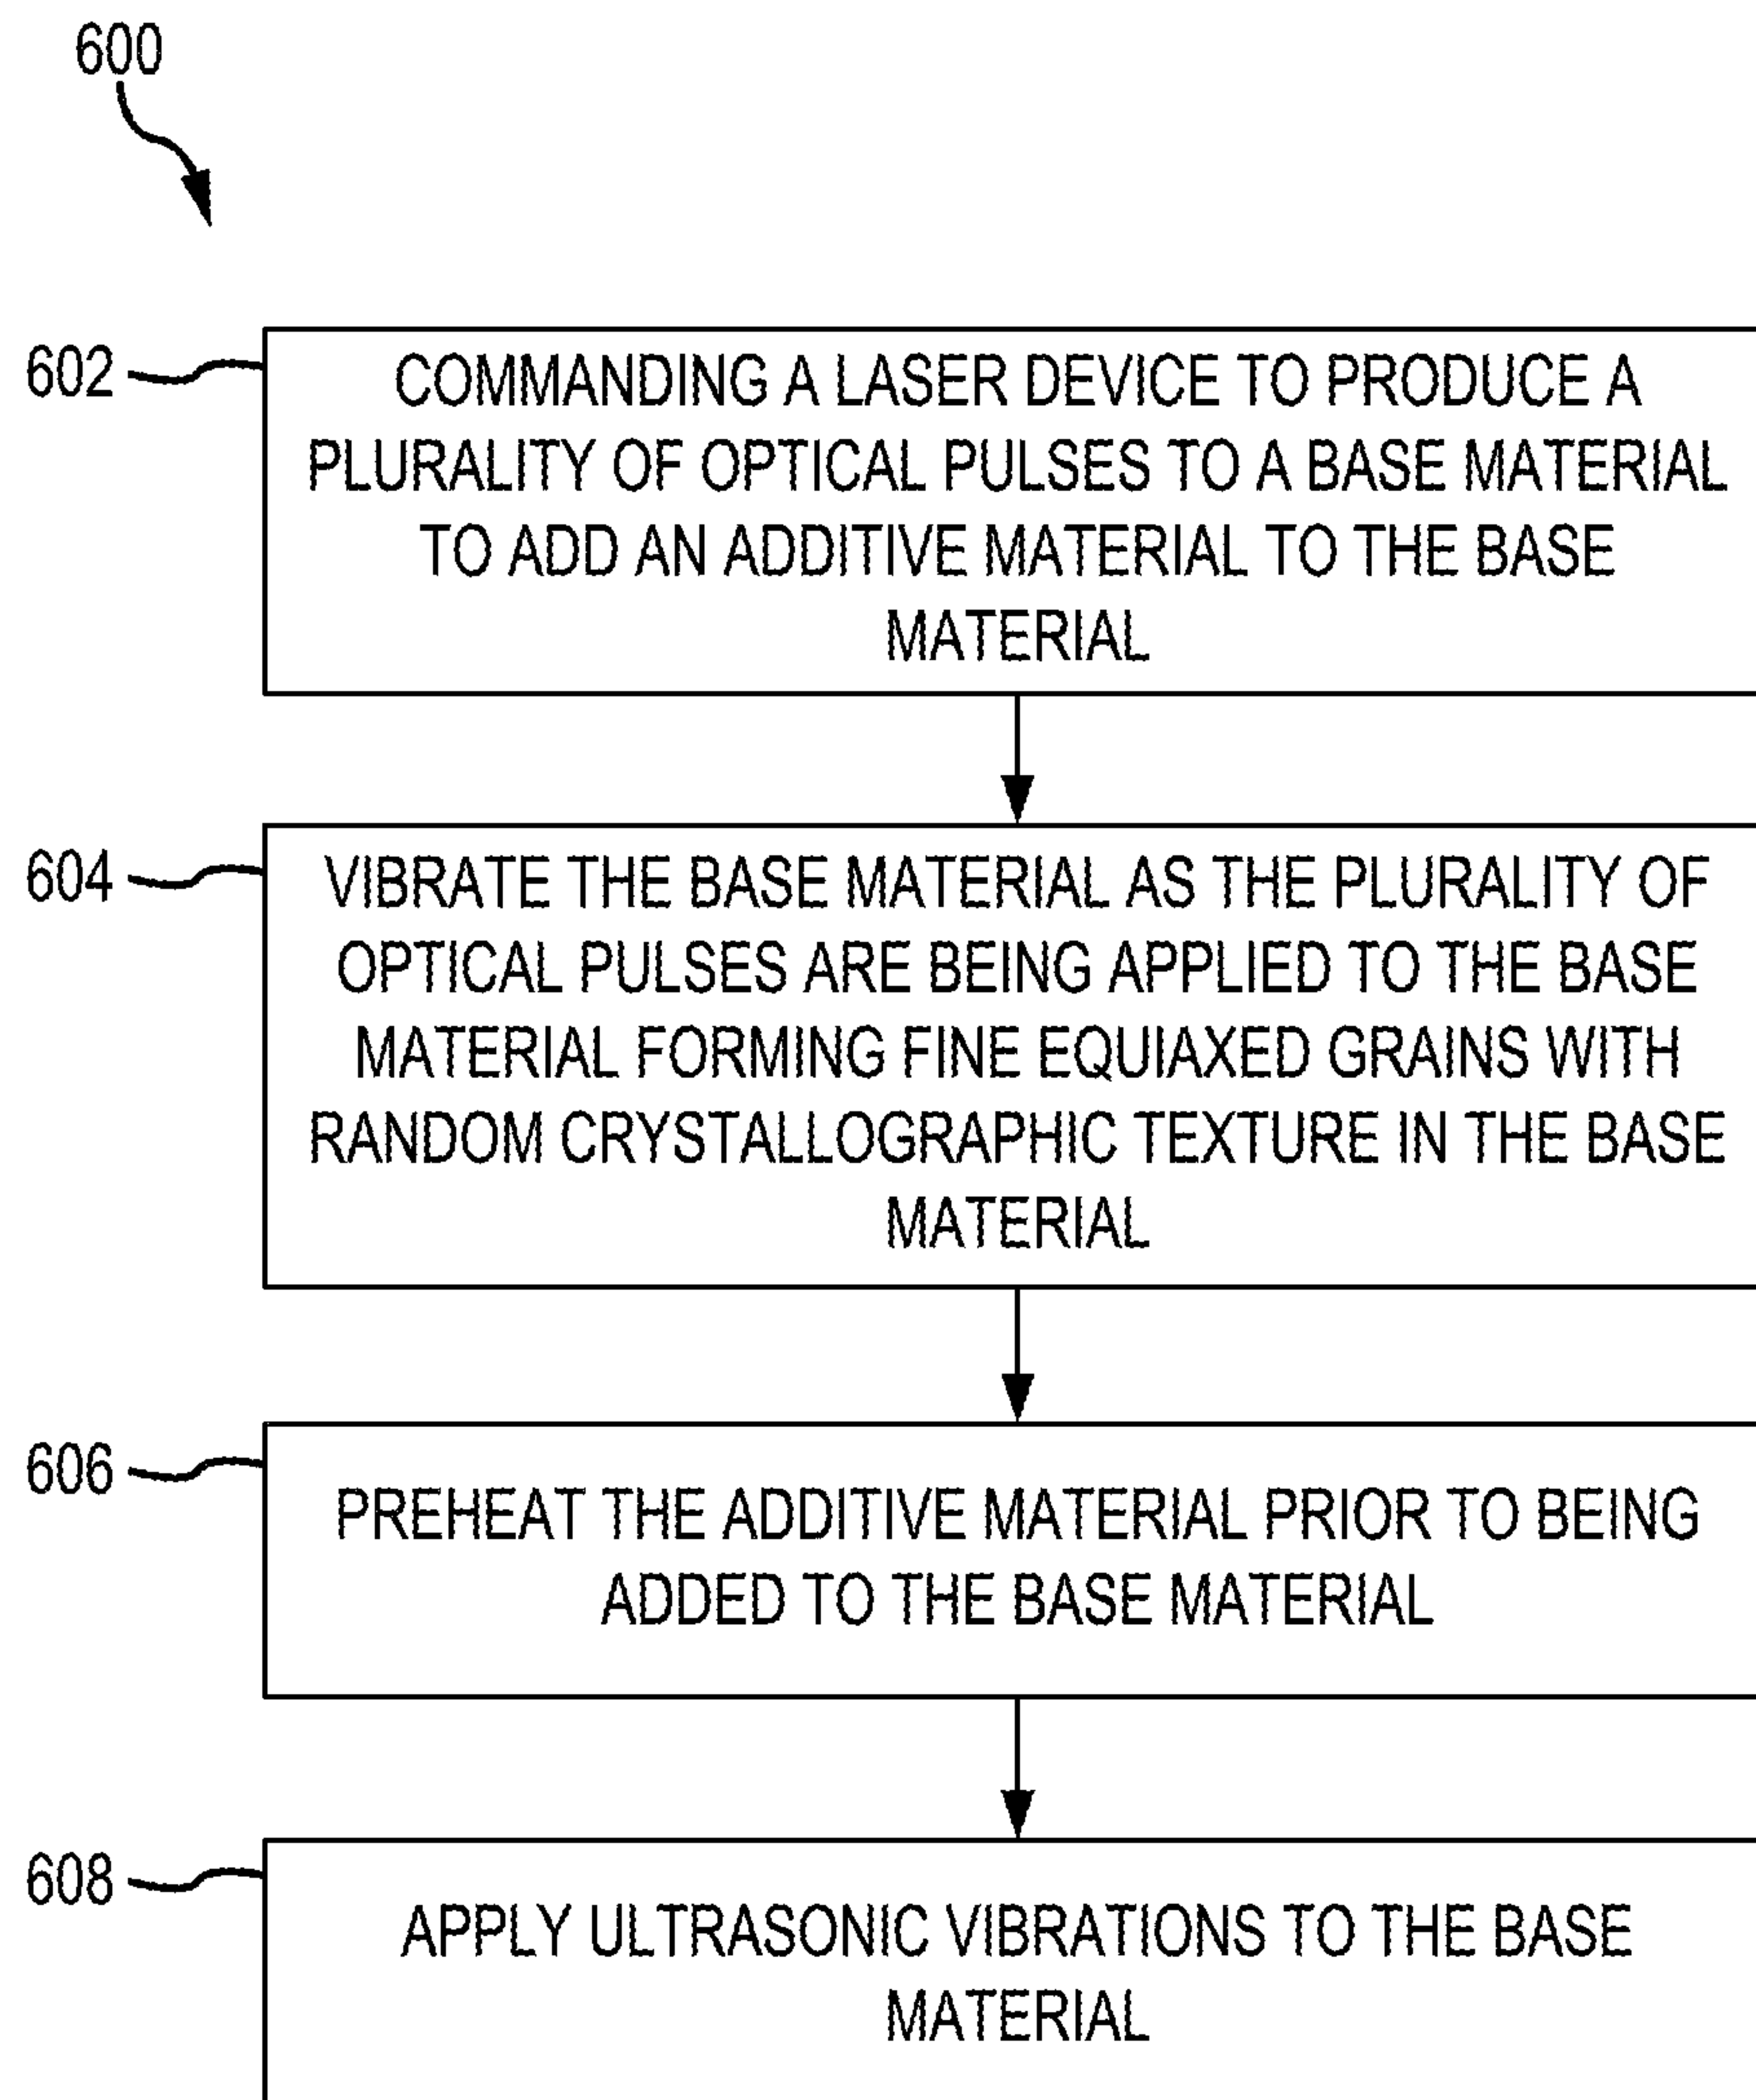 600
602
COMMANDING A LASER DEVICE TO PRODUCE A
PLURALITY OF OPTICAL PULSES TO A BASE MATERIAL
TO ADD AN ADDITIVE MATERIAL TO THE BASE
MATERIAL
604
VIBRATE THE BASE MATERIAL AS THE PLURALITY OF
OPTICAL PULSES ARE BEING APPLIED TO THE BASE
MATERIAL FORMING FINE EQUIAXED GRAINS WITH
RANDOM CRYSTALLOGRAPHIC TEXTURE IN THE BASE
MATERIAL
606
PREHEAT THE ADDITIVE MATERIAL PRIOR TO BEING
ADDED TO THE BASE MATERIAL
608
APPLY ULTRASONIC VIBRATIONS TO THE BASE
MATERIAL